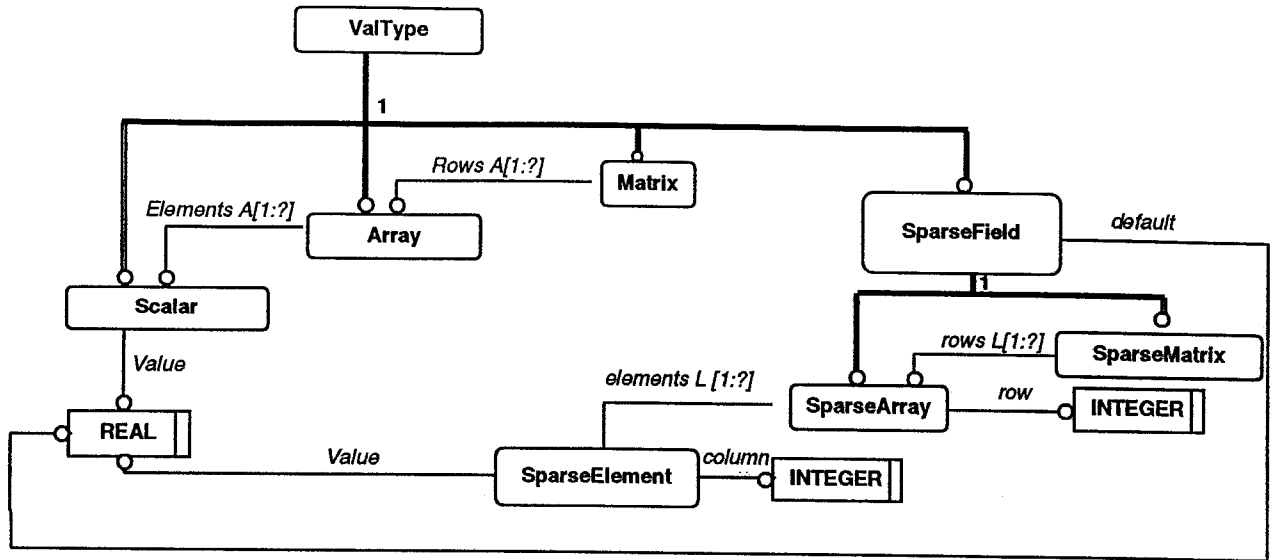 ValType
1
Rows A[1:?]
Matrix
Elements A[1:?]
Array
SparseField
default
1
Scalar
rows L[1:?]
SparseMatrix
Value
elements L [1:?]
SparseArray
row
INTEGER
REAL
Value
SparseElement
column
INTEGER